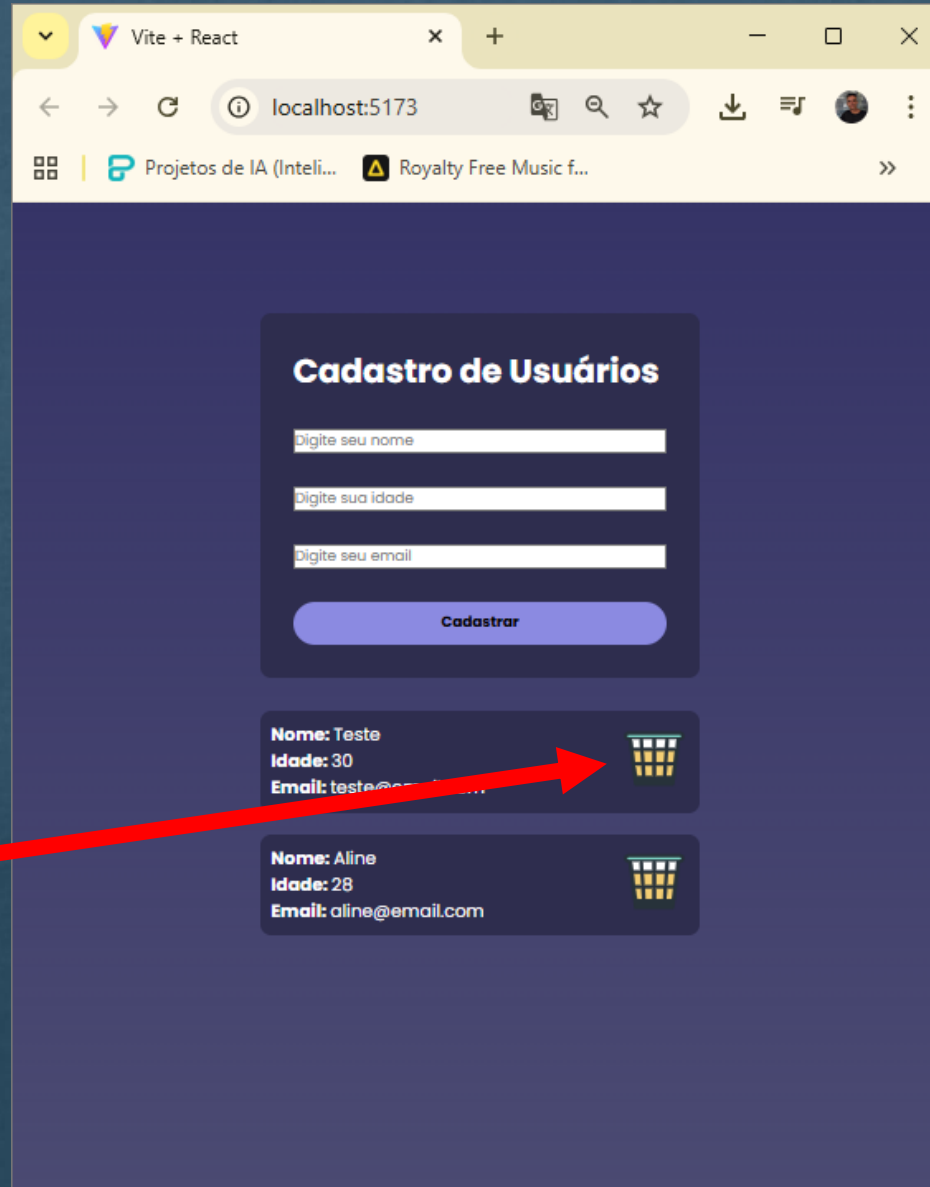 Vite + React
localhost:5173
Projetos de IA (Inteli...
Royalty Free Music f...
Cadastro de Usuários
Digite seu nome
Digite sua idade
Digite seu email
Cadastrar
Nome: Teste
Idade: 30
Email:
Nome: Aline
Idade: 28
Email: aline@email.com